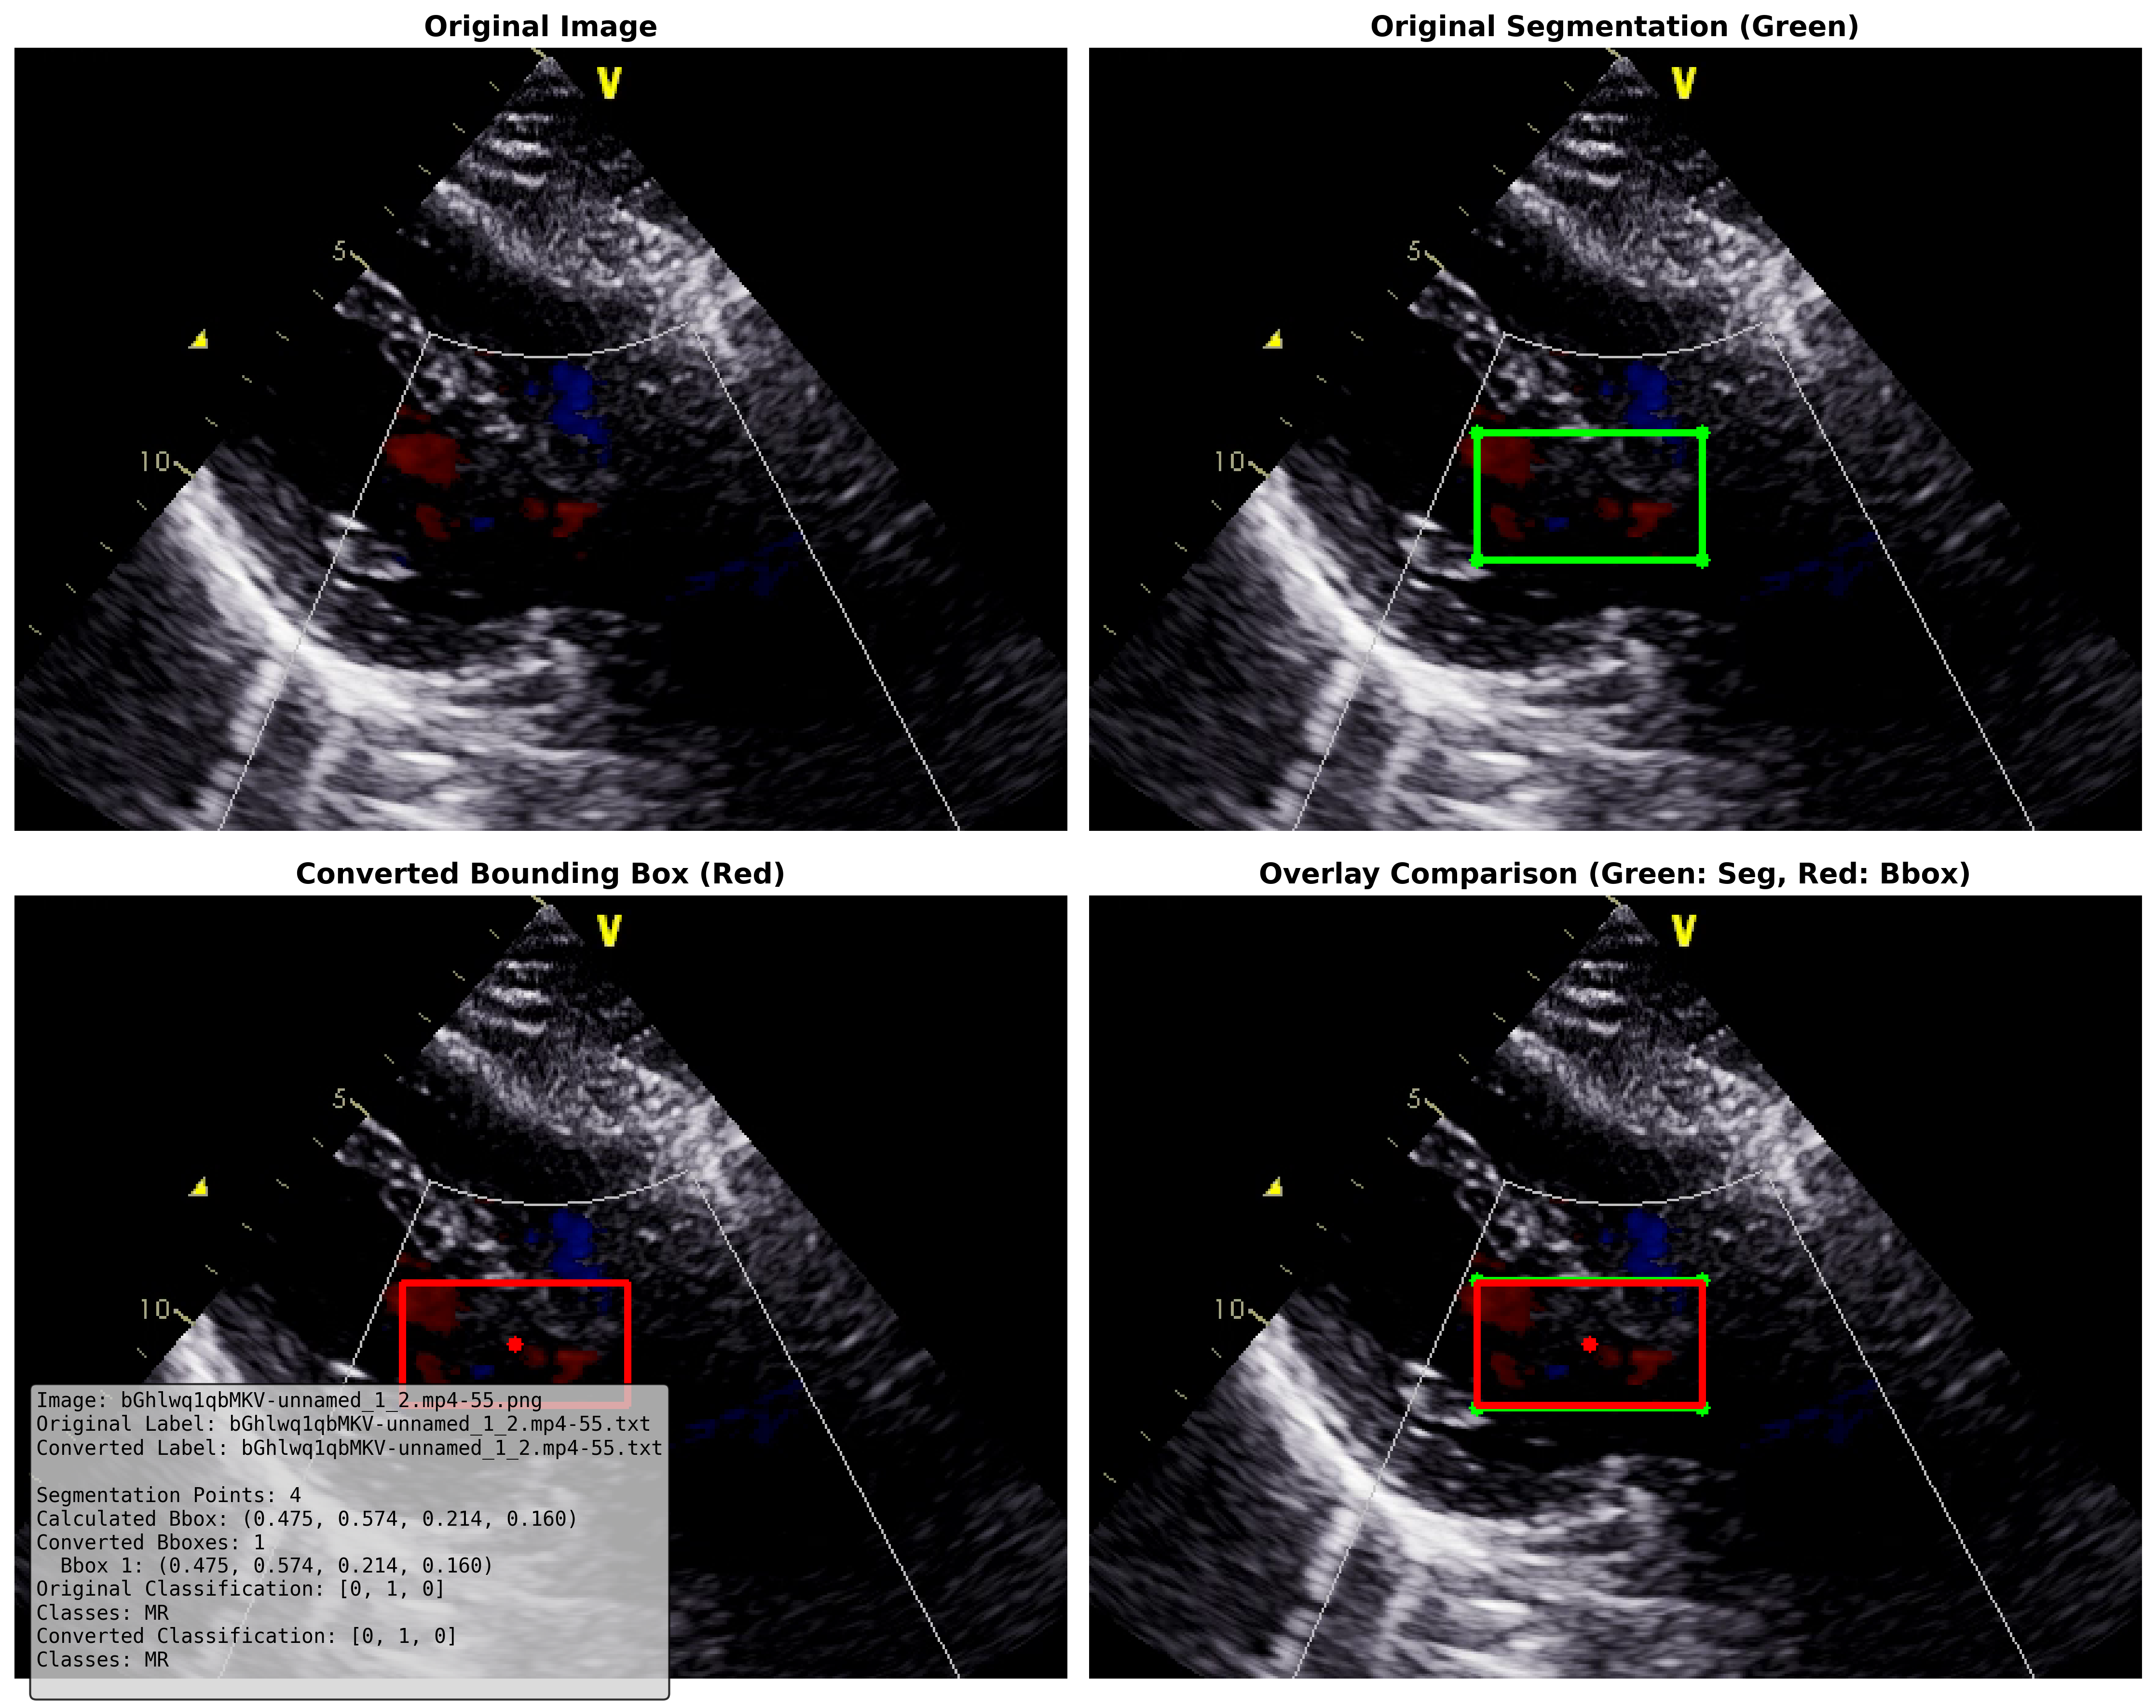 Original Image
Original Segmentation (Green)
V
5
10
V
5
10
Converted Bounding Box (Red)
Overlay Comparison (Green: Seg, Red: Bbox)
V
5
10
V
5
10
Image: bGhlwq1qbMKV-unnamed_1_2.mp4-55.png
Original Label: bGhlwq1qbMKV-unnamed_1_2.mp4-55.txt
Converted Label: bGhlwq1qbMKV-unnamed_1_2.mp4-55.txt
Segmentation Points: 4
Calculated Bbox: (0.475, 0.574, 0.214, 0.160)
Converted Bboxes: 1
Bbox 1: (0.475, 0.574, 0.214, 0.160)
Original Classification: [0, 1, 0]
Classes: MR
Converted Classification: [0, 1, 0]
Classes: MR